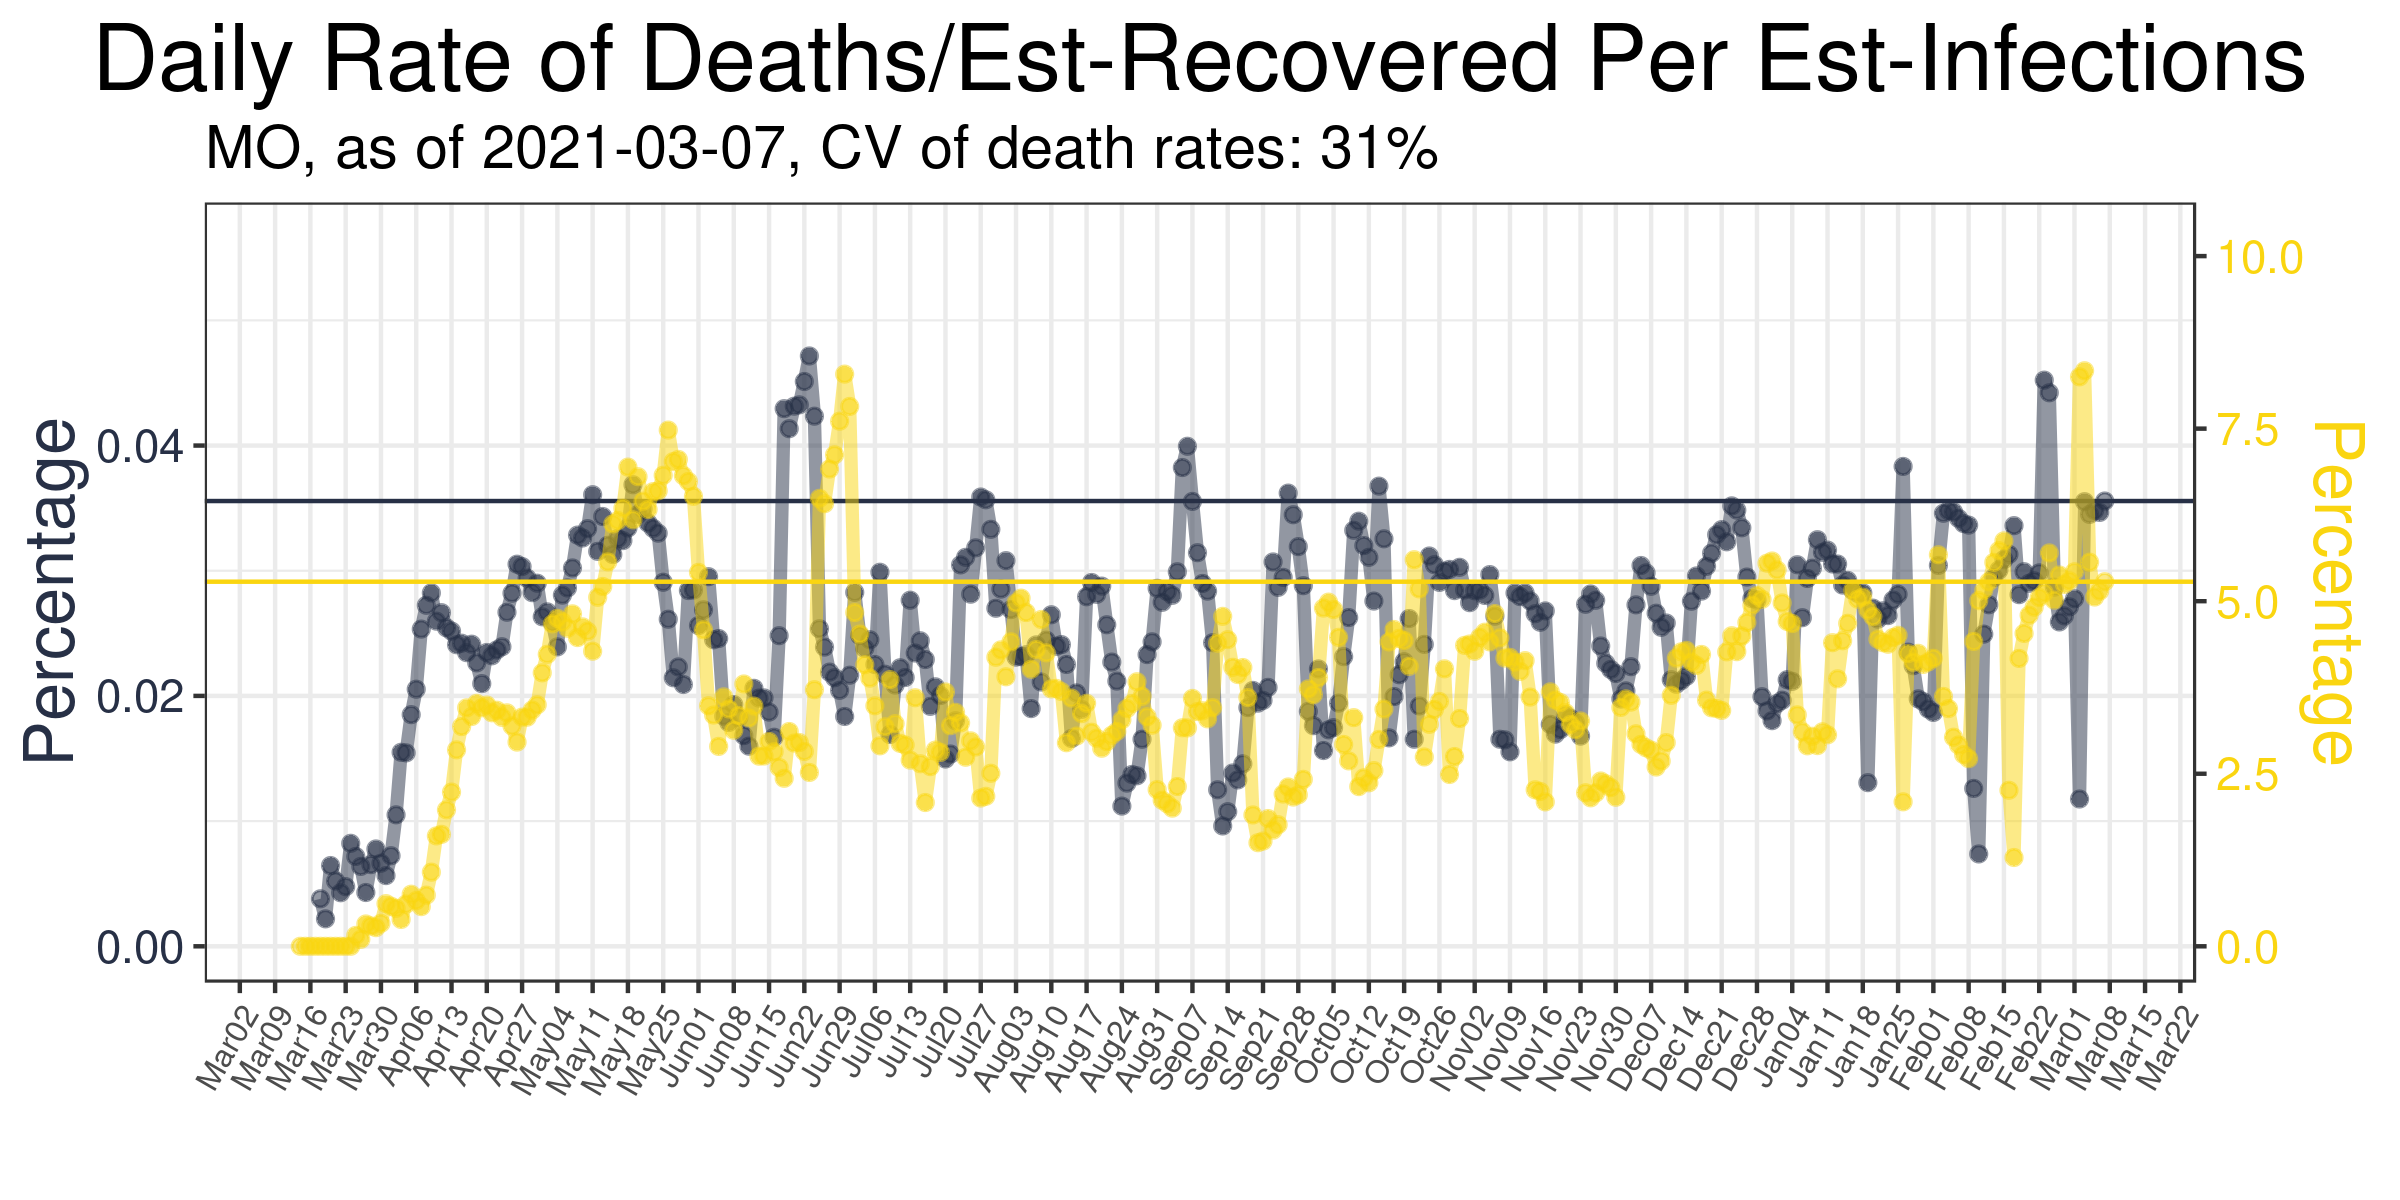 Daily Rate of Deaths/Est-Recovered Per Est-Infections
MO, as of 2021-03-07, CV of death rates: 31%
Percentage
0.04
0.02
0.00
10.0
7.5
5.0
2.5
0.0
Percentage
Mar02
Mar09
Mar16
Mar23
Mar30
Apr06
Apr13
Apr20
Apr27
May04
May11
May18
May25
Jun01
Jun08
Jun15
Jun22
Jun29
Jul06
Jul13
Jul20
Jul27
Aug03
Aug10
Aug17
Aug24
Aug31
Sep07
Sep14
Sep21
Sep28
Oct05
Oct12
Oct19
Oct26
Nov02
Nov09
Nov16
Nov23
Nov30
Dec07
Dec14
Dec21
Dec28
Jan04
Jan11
Jan18
Jan25
Feb01
Feb08
Feb15
Feb22
Mar01
Mar08
Mar15
Mar22